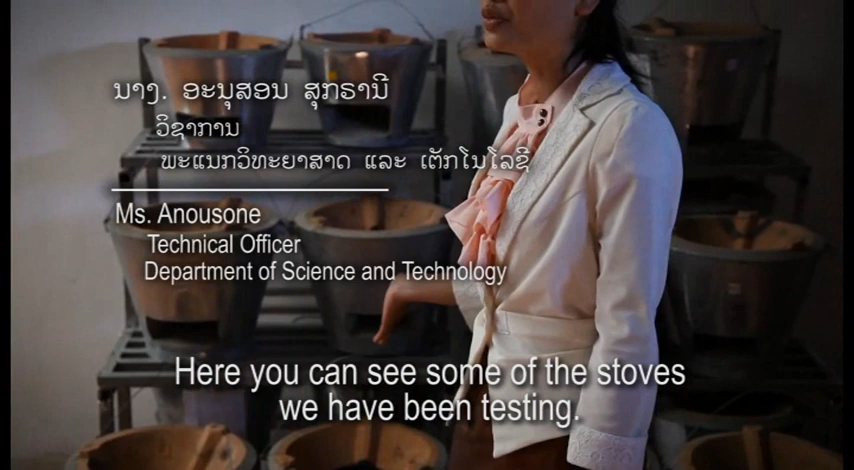 ນາງ. ອະນຸສອນ ສຸກຣານີ
ວິຊາການ
ພະແນກວິທະຍາສາດ ແລະ ເຕັກໂນໂລຊີ
Ms. Anousone
Technical Officer
Department of Science and Technology
Here you can see some of the stoves
we have been testing.